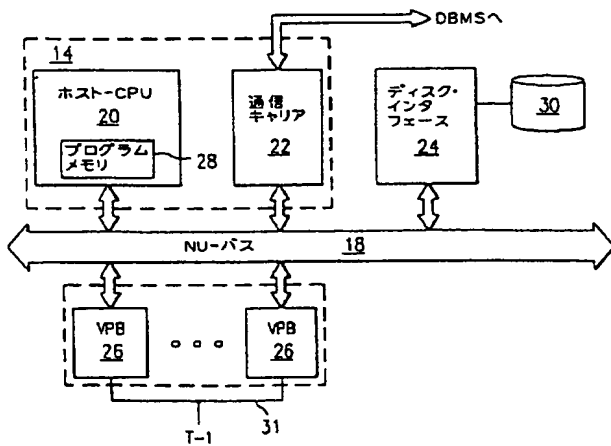 DBMSへ
14
ホスト-CPU
20
プログラム
メモリ
28
通信
キャリア
22
ディスク・
インタ
フェース
24
30
NU-バス
18
VPB
26
VPB
26
31
T-1